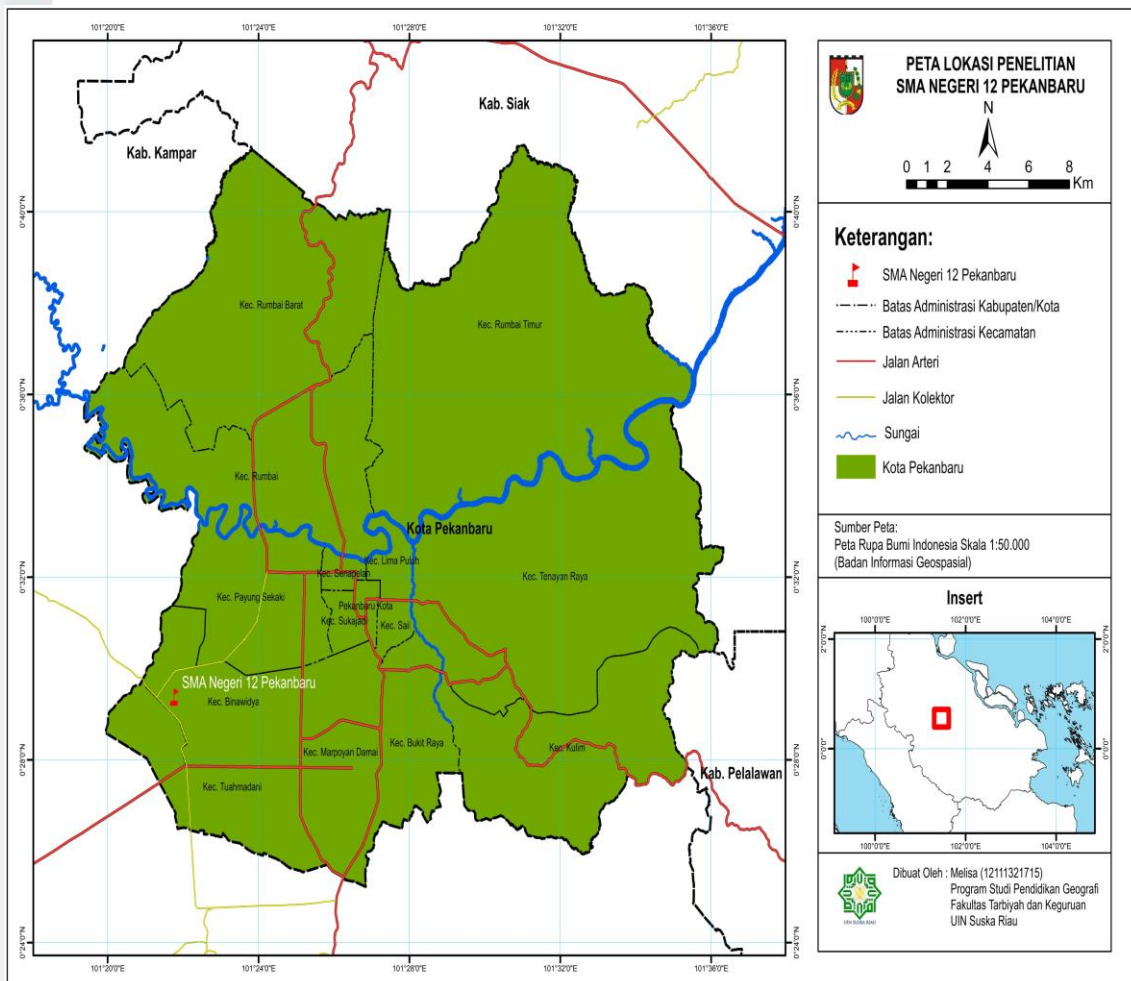 101°20'0"E
101°24'0"E
101°28'0"E
101°32'0"E
101°36'0"E
0°40'0"N
0°36'0"N
0°32'0"N
0°28'0"N
0°24'0"N
0°40'0"N
0°36'0"N
0°32'0"N
0°28'0"N
0°24'0"N
Kab. Siak
Kab. Kampar
Kec. Rumbai Barat
Kec. Rumbai Timur
Kec. Rumbai
Kota Pekanbaru
Kec. Lima Puluh
Kec. Senapelan
Kec. Tenayan Raya
Kec. Payung Sekaki
Pekanbaru Kota
Kec. Sukajadi
Kec. Sail
SMA Negeri 12 Pekanbaru
Kec. Binawidya
Kec. Marpoyan Damai
Kec. Bukit Raya
Kec. Kulim
Kab. Pelalawan
Kec. Tuahmadani
101°20'0"E
101°24'0"E
101°28'0"E
101°32'0"E
101°36'0"E
PETA LOKASI PENELITIAN
SMA NEGERI 12 PEKANBARU
N
0 1 2 4 6 8
Km
Keterangan:
SMA Negeri 12 Pekanbaru
Batas Administrasi Kabupaten/Kota
Batas Administrasi Kecamatan
Jalan Arteri
Jalan Kolektor
Sungai
Kota Pekanbaru
Sumber Peta:
Peta Rupa Bumi Indonesia Skala 1:50.000
(Badan Informasi Geospasial)
Insert
100°0'0"E
102°0'0"E
104°0'0"E
2°0'0"N
0°0'0"
2°0'0"N
0°0'0"
100°0'0"E
102°0'0"E
104°0'0"E
UIN SUSKA RIAU
Dibuat Oleh : Melisa (12111321715)
Program Studi Pendidikan Geografi
Fakultas Tarbiyah dan Keguruan
UIN Suska Riau